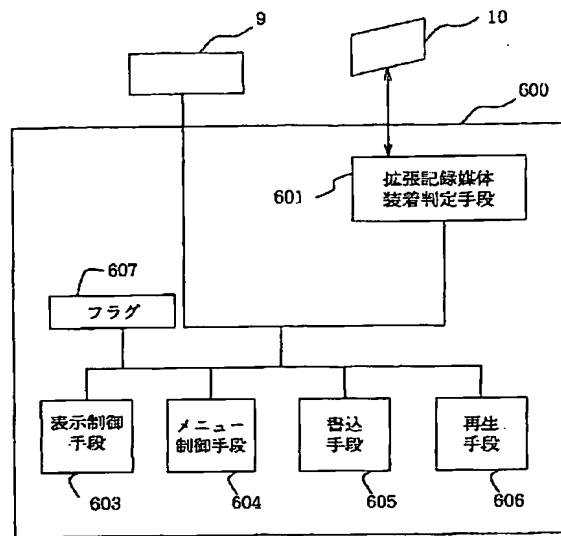 9
10
600
601
拡張記録媒体
装着判定手段
607
フラグ
表示制御
手段
メニュー
制御手段
書込
手段
再生
手段
603
604
605
606